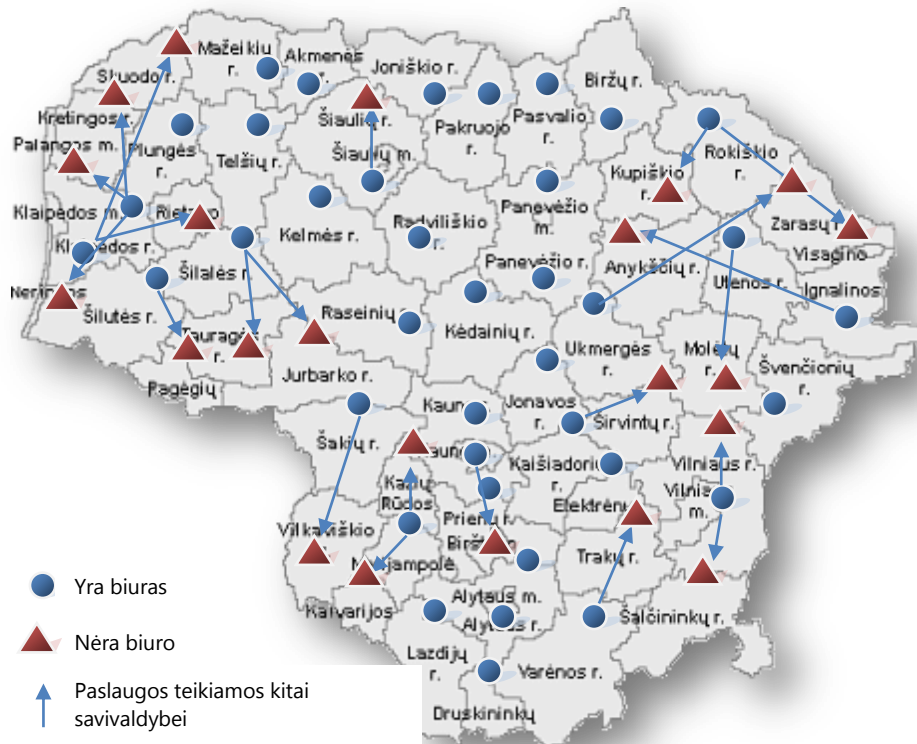 Mažeikių
r.
Akmenės
r.
Joniškio r.
Skuodo r.
Biržų r.
Pasvalio
r.
Pakruojo
r.
Kretingos r.
Šiaulių r.
Palangos m.
Plungės
r.
Telšių r.
Šiaulių m.
Rokiškio
r.
Kupiškio
r.
Panevėžio
m.
Klaipėdos m.
Rietavo
Radviliškio
r.
Zarasų r.
Kelmės r.
Klaipėdos r.
Visagino
Panevėžio r.
Anykščių r.
Šilalės r.
Utenos r.
Ignalinos
Neringos
Šilutės r.
Raseinių r.
Kėdainių r.
Tauragės
r.
Ukmergės
r.
Molėtų
r.
Švenčionių
r.
Jurbarko r.
Pagėgių
Kauno
Jonavos
r.
Širvintų r.
Šakių r.
Kaišiadorių
r.
Vilniaus r.
Kazlų
Rūdos
Elektrėnų
Vilniaus
m.
Prienų r.
Vilkaviškio
Birštono
Trakų r.
Marijampolė
Yra biuras
Alytaus m.
Kalvarijos
Alytaus r.
Šalčininkų r.
Nėra biuro
Lazdijų
r.
Varėnos r.
Paslaugos teikiamos kitai
savivaldybei
Druskininkų